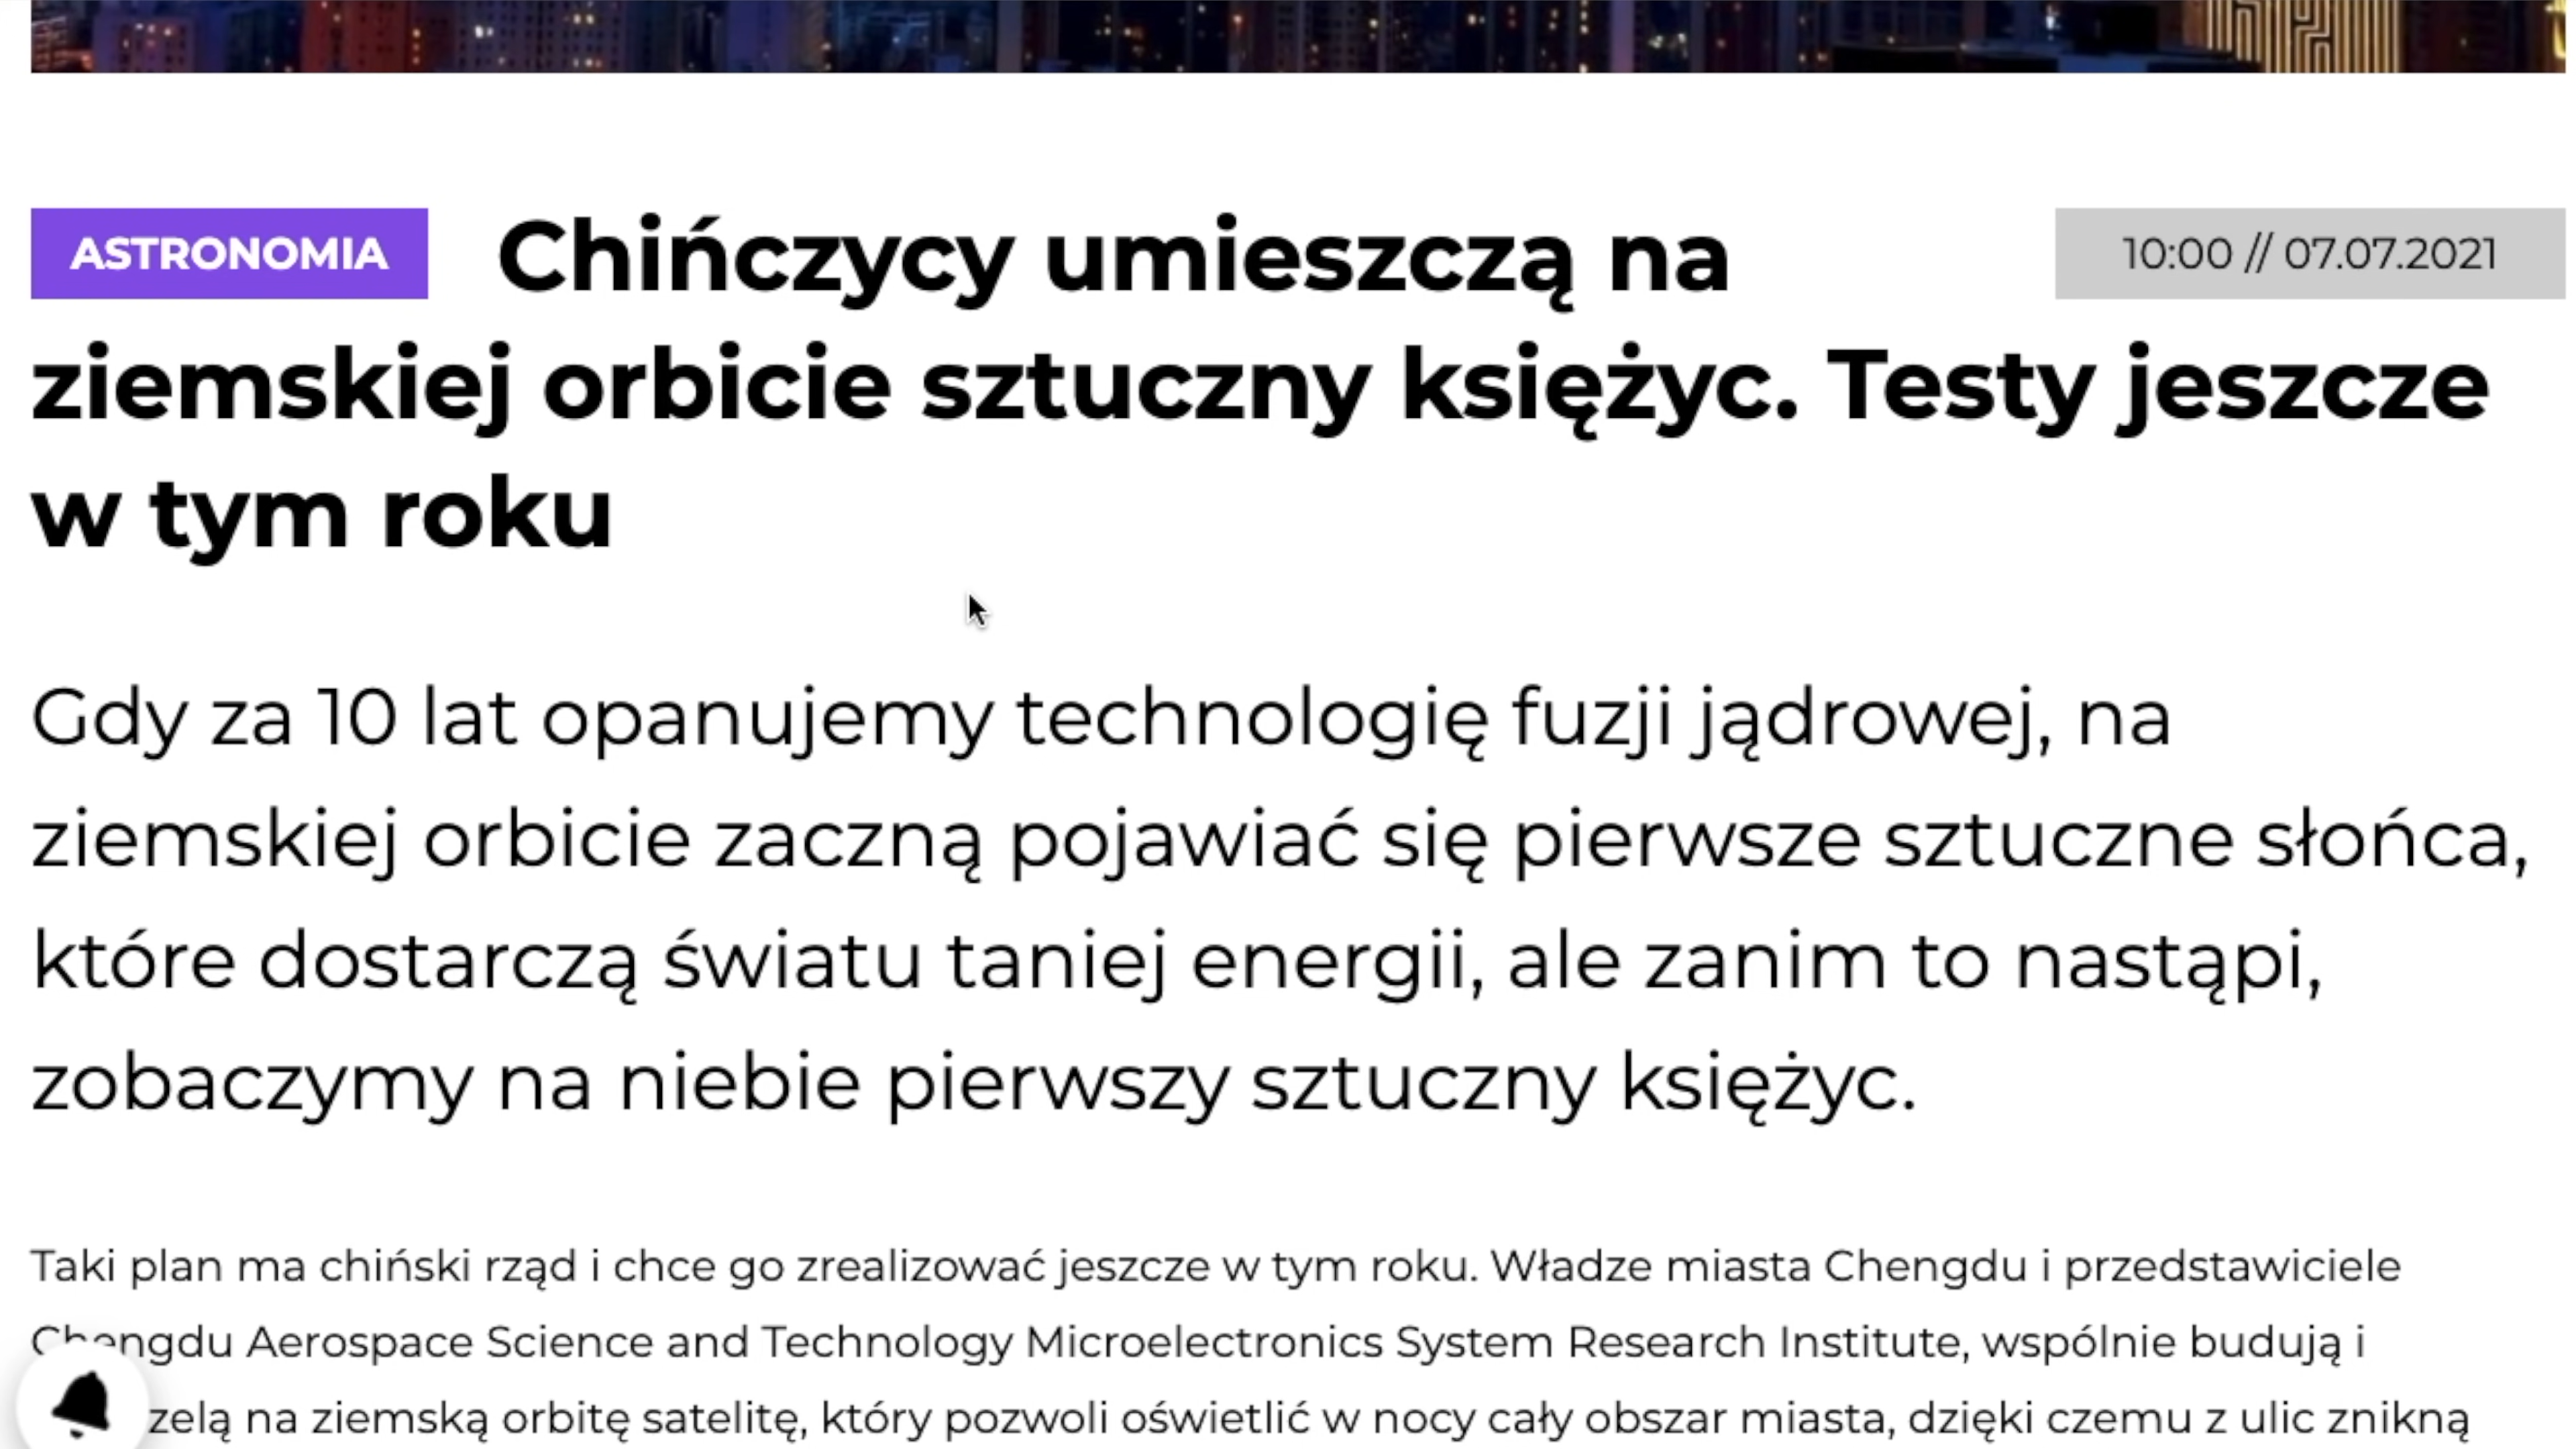 ASTRONOMIA
Chińczycy umieszczą na
10:00 // 07.07.2021
ziemskiej orbicie sztuczny księżyc. Testy jeszcze
w tym roku
Gdy za 10 lat opanujemy technologię fuzji jądrowej, na
ziemskiej orbicie zaczną pojawiać się pierwsze sztuczne słońca,
które dostarczą światu taniej energii, ale zanim to nastąpi,
zobaczymy na niebie pierwszy sztuczny księżyc.
Taki plan ma chiński rząd i chce go zrealizować jeszcze w tym roku. Władze miasta Chengdu i przedstawiciele
Chengdu Aerospace Science and Technology Microelectronics System Research Institute, wspólnie budują i
na ziemską orbitę satelitę, który pozwoli oświetlić w nocy cały obszar miasta, dzięki czemu z ulic znikną